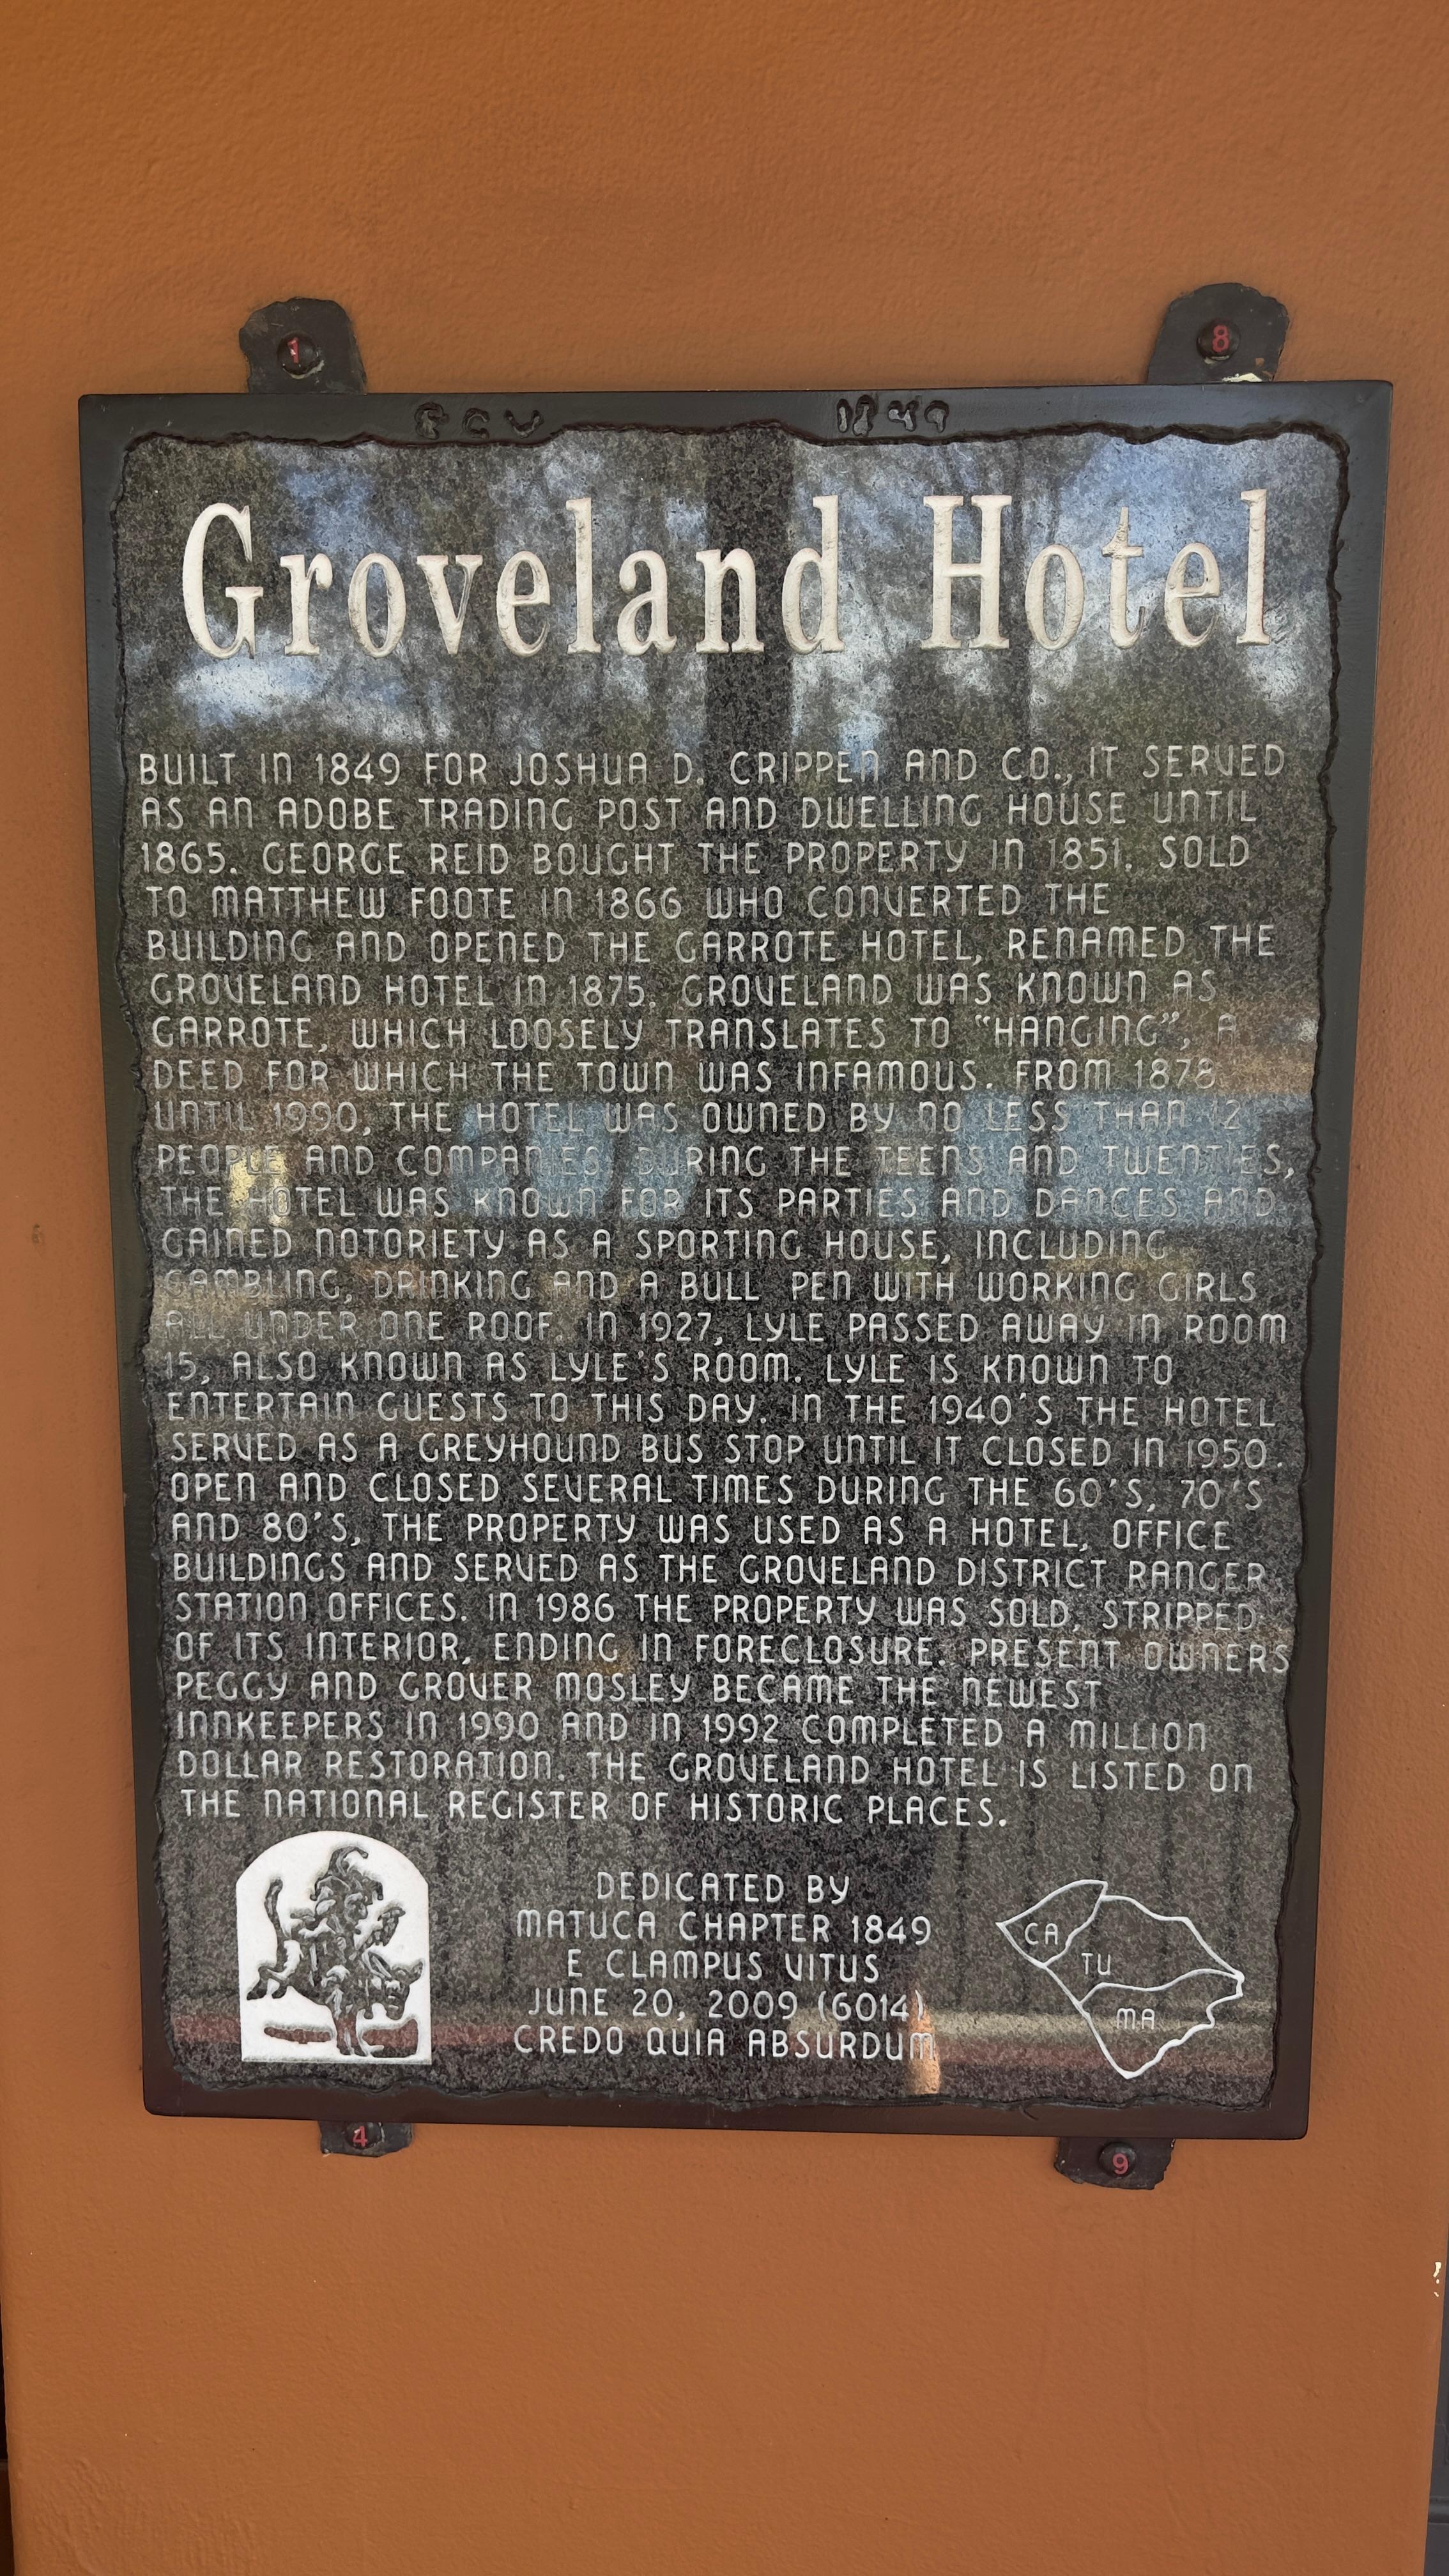 1
8
ECV 1849
Groveland Hotel
BUILT IN 1849 FOR JOSHUA D. CRIPPEN AND CO., IT SERVED
AS AN ADOBE TRADING POST AND DWELLING HOUSE UNTIL
1865. GEORGE REID BOUGHT THE PROPERTY IN 1851, SOLD
TO MATTHEW FOOTE IN 1866 WHO CONVERTED THE
BUILDING AND OPENED THE GARROTE HOTEL, RENAMED THE
GROVELAND HOTEL IN 1875. GROVELAND WAS KNOWN AS
GARROTE, WHICH LOOSELY TRANSLATES TO "HANGING", A
DEED FOR WHICH THE TOWN WAS INFAMOUS. FROM 1878
UNTIL 1990, THE HOTEL WAS OWNED BY NO LESS THAN 12
PEOPLE AND COMPANIES. DURING THE TEENS AND TWENTIES,
THE HOTEL WAS KNOWN FOR ITS PARTIES AND DANCES AND
GAINED NOTORIETY AS A SPORTING HOUSE, INCLUDING
GAMBLING, DRINKING AND A BULL PEN WITH WORKING GIRLS
ALL UNDER ONE ROOF. IN 1927, LYLE PASSED AWAY IN ROOM
15, ALSO KNOWN AS LYLE'S ROOM. LYLE IS KNOWN TO
ENTERTAIN GUESTS TO THIS DAY. IN THE 1940'S THE HOTEL
SERVED AS A GREYHOUND BUS STOP UNTIL IT CLOSED IN 1950.
OPEN AND CLOSED SEVERAL TIMES DURING THE 60'S, 70'S
AND 80'S, THE PROPERTY WAS USED AS A HOTEL, OFFICE
BUILDINGS AND SERVED AS THE GROVELAND DISTRICT RANGER
STATION OFFICES. IN 1986 THE PROPERTY WAS SOLD, STRIPPED
OF ITS INTERIOR, ENDING IN FORECLOSURE. PRESENT OWNERS
PEGGY AND GROVER MOSLEY BECAME THE NEWEST
INNKEEPERS IN 1990 AND IN 1992 COMPLETED A MILLION
DOLLAR RESTORATION. THE GROVELAND HOTEL IS LISTED ON
THE NATIONAL REGISTER OF HISTORIC PLACES.
DEDICATED BY
MATUCA CHAPTER 1849
E CLAMPUS VITUS
JUNE 20, 2009 (6014)
CREDO QUIA ABSURDUM
CA
TU
MA
4
9